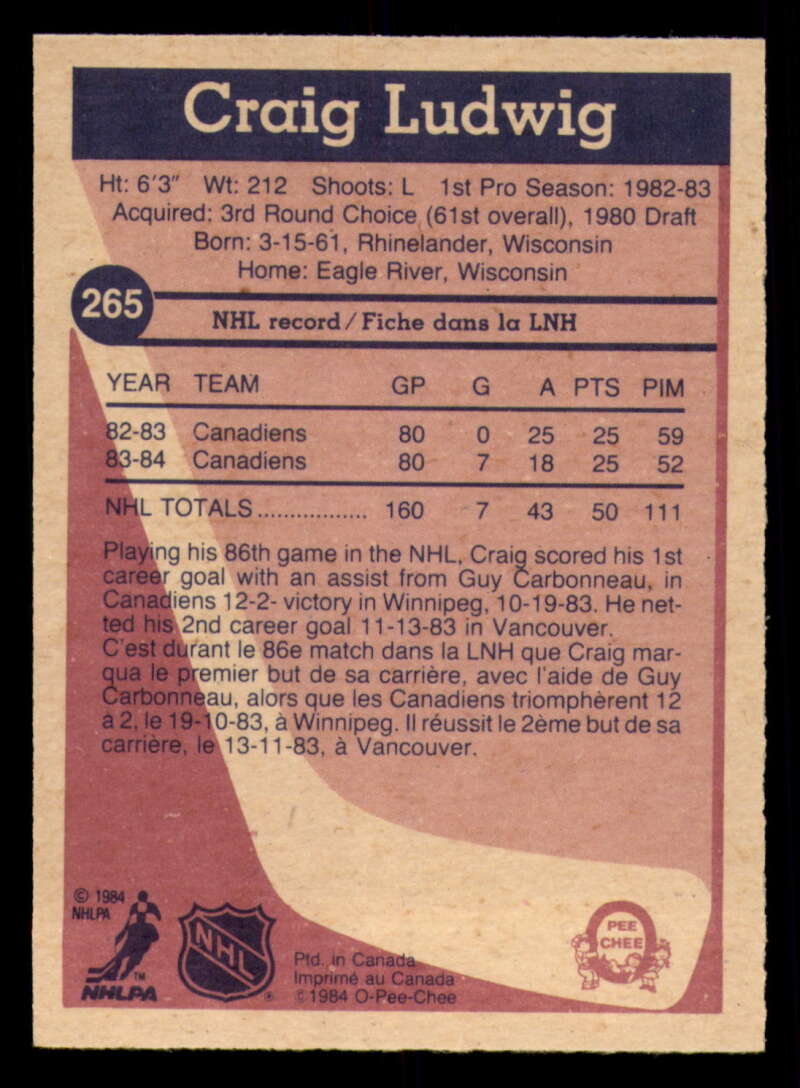 Craig Ludwig
Ht: 6'3" Wt: 212 Shoots: L 1st Pro Season: 1982-83
Acquired: 3rd Round Choice (61st overall), 1980 Draft
Born: 3-15-61, Rhinelander, Wisconsin
Home: Eagle River, Wisconsin
265
NHL record/Fiche dans la LNH
YEAR TEAM GP G A PTS PIM
82-83 Canadiens 80 0 25 25 59
83-84 Canadiens 80 7 18 25 52
NHL TOTALS................. 160 7 43 50 111
Playing his 86th game in the NHL, Craig scored his 1st
career goal with an assist from Guy Carbonneau, in
Canadiens 12-2- victory in Winnipeg, 10-19-83. He net-
ted his 2nd career goal 11-13-83 in Vancouver.
C'est durant le 86e match dans la LNH que Craig mar-
qua le premier but de sa carrière, avec l'aide de Guy
Carbonneau, alors que les Canadiens triomphèrent 12
à 2, le 19-10-83, à Winnipeg. Il réussit le 2ème but de sa
carrière, le 13-11-83, à Vancouver.
© 1984
NHLPA
TM
NHLPA
NHL
®
Ptd. in Canada
Imprimé au Canada
©1984 O-Pee-Chee
PEE
CHEE